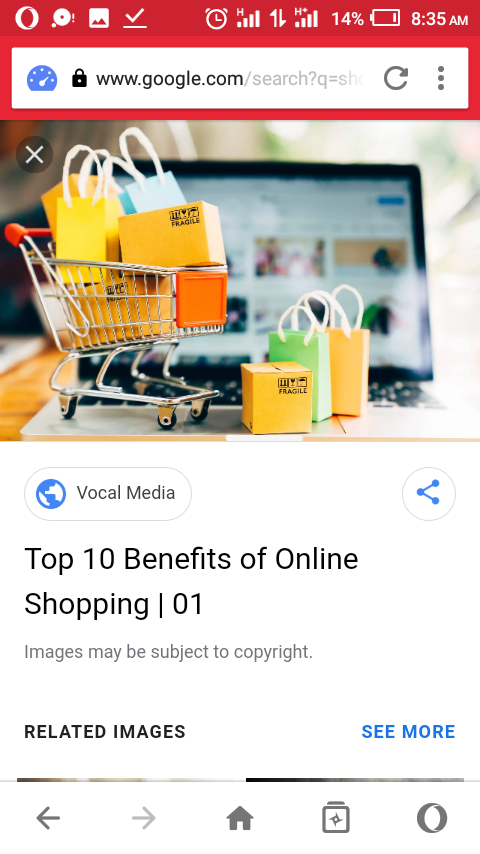 H H+ 14% 8:35 AM
www.google.com/search?q=sho
FRAGILE
FRAGILE
Vocal Media
Top 10 Benefits of Online
Shopping | 01
Images may be subject to copyright.
RELATED IMAGES
SEE MORE